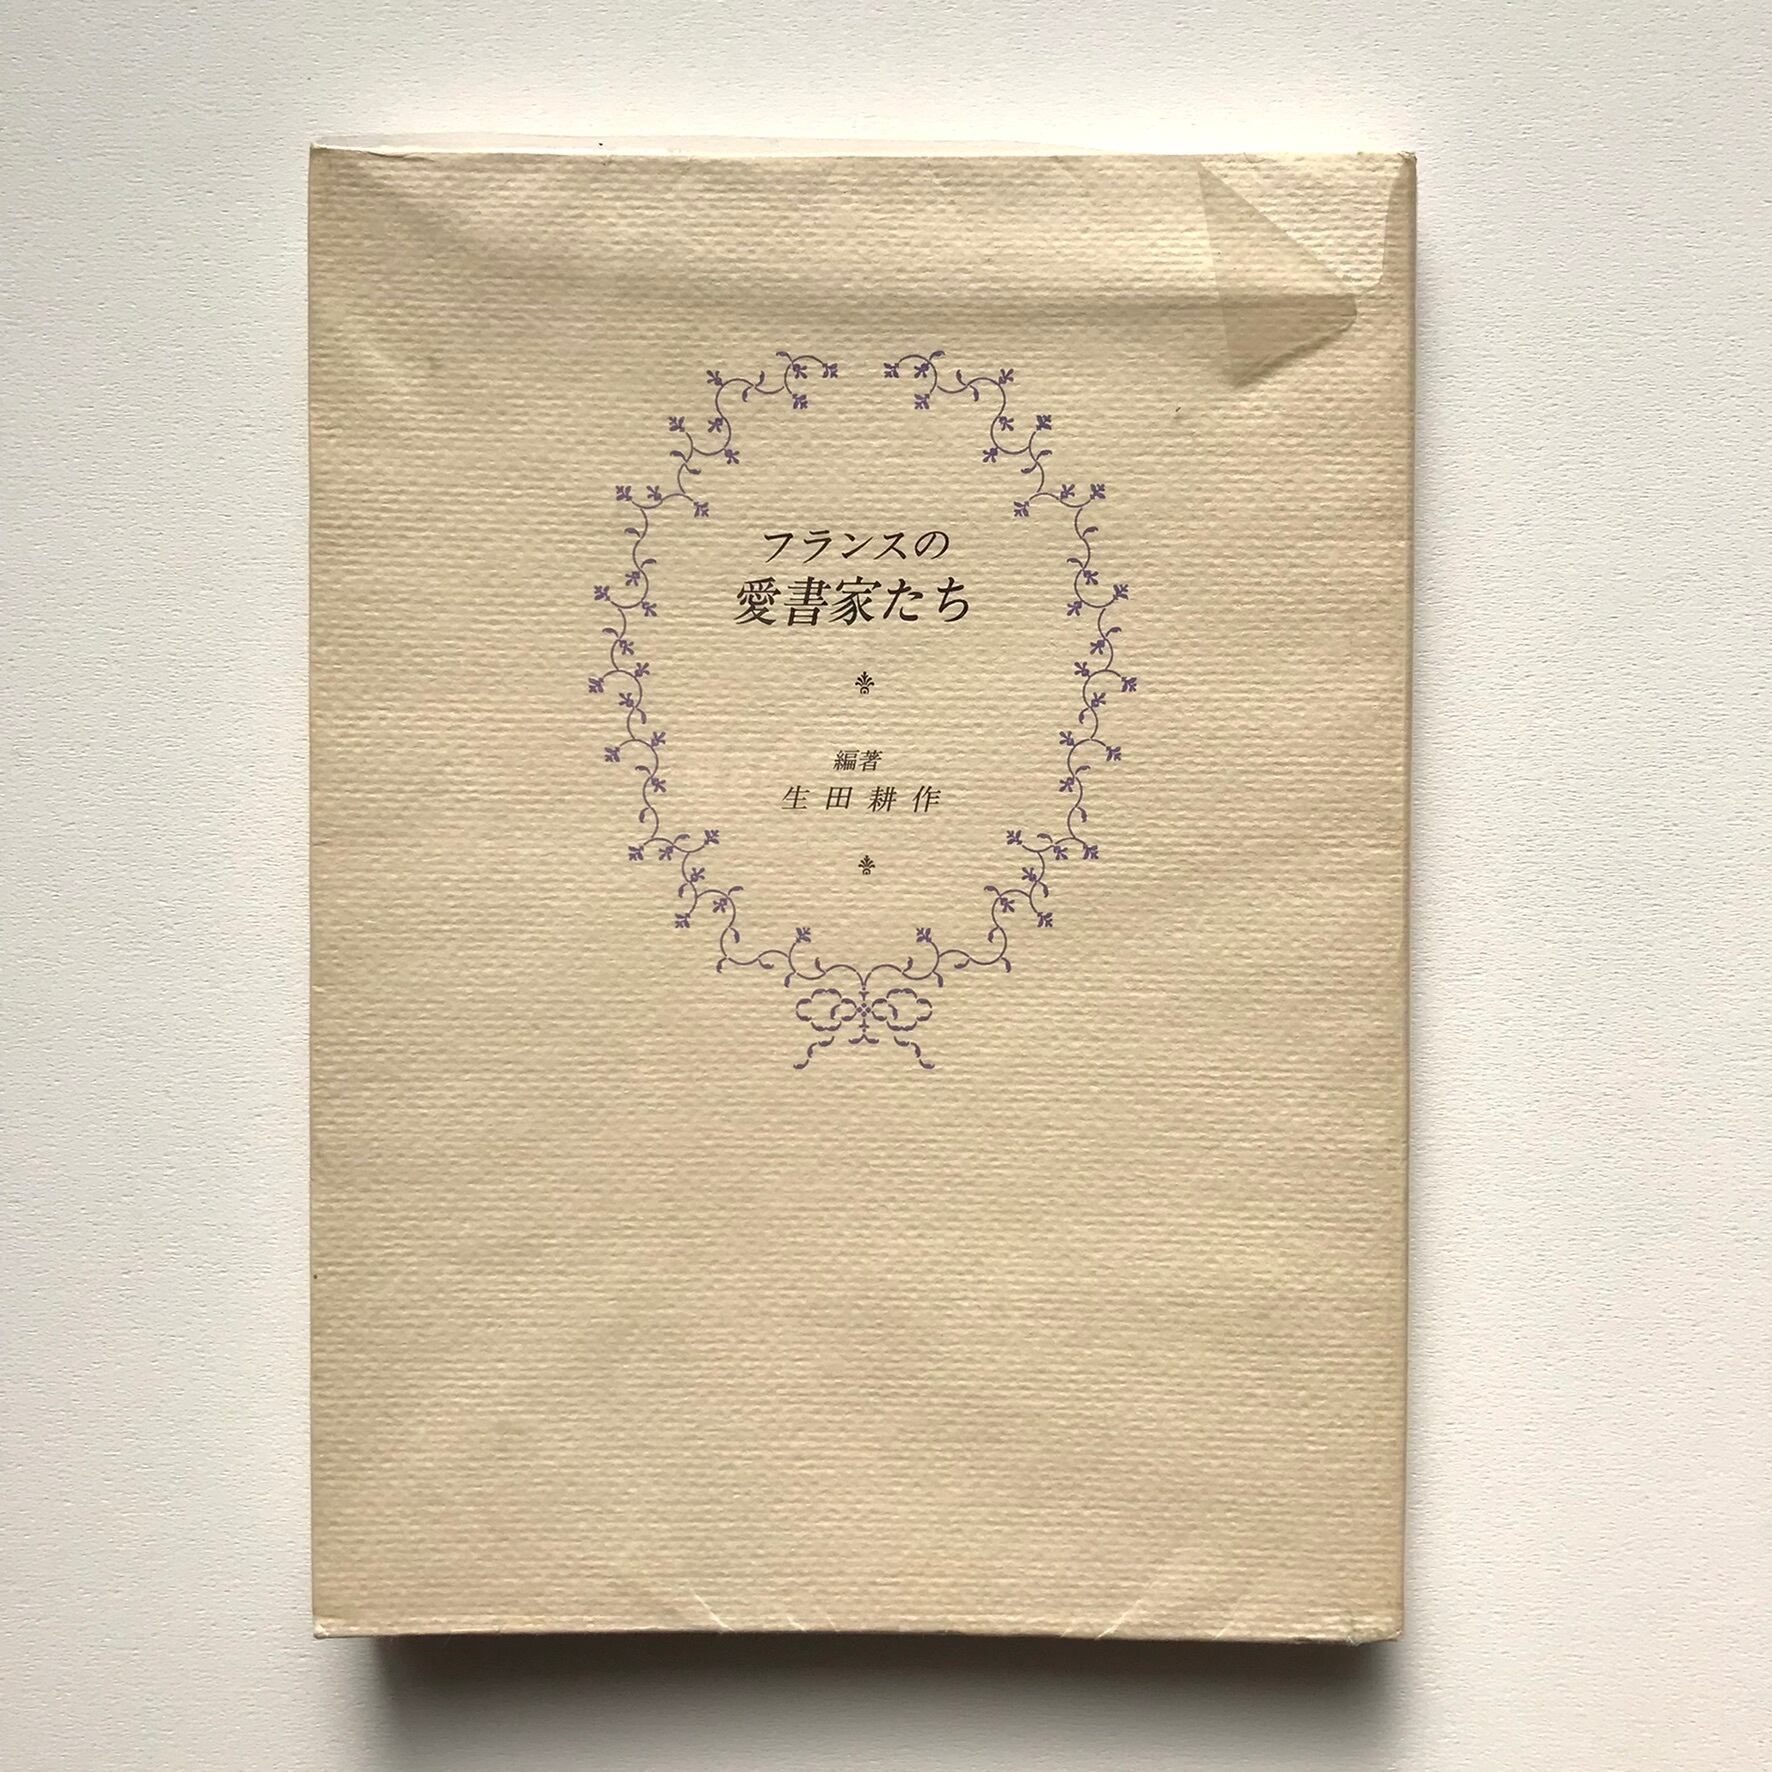 フランスの
愛書家たち
編著
生田耕作